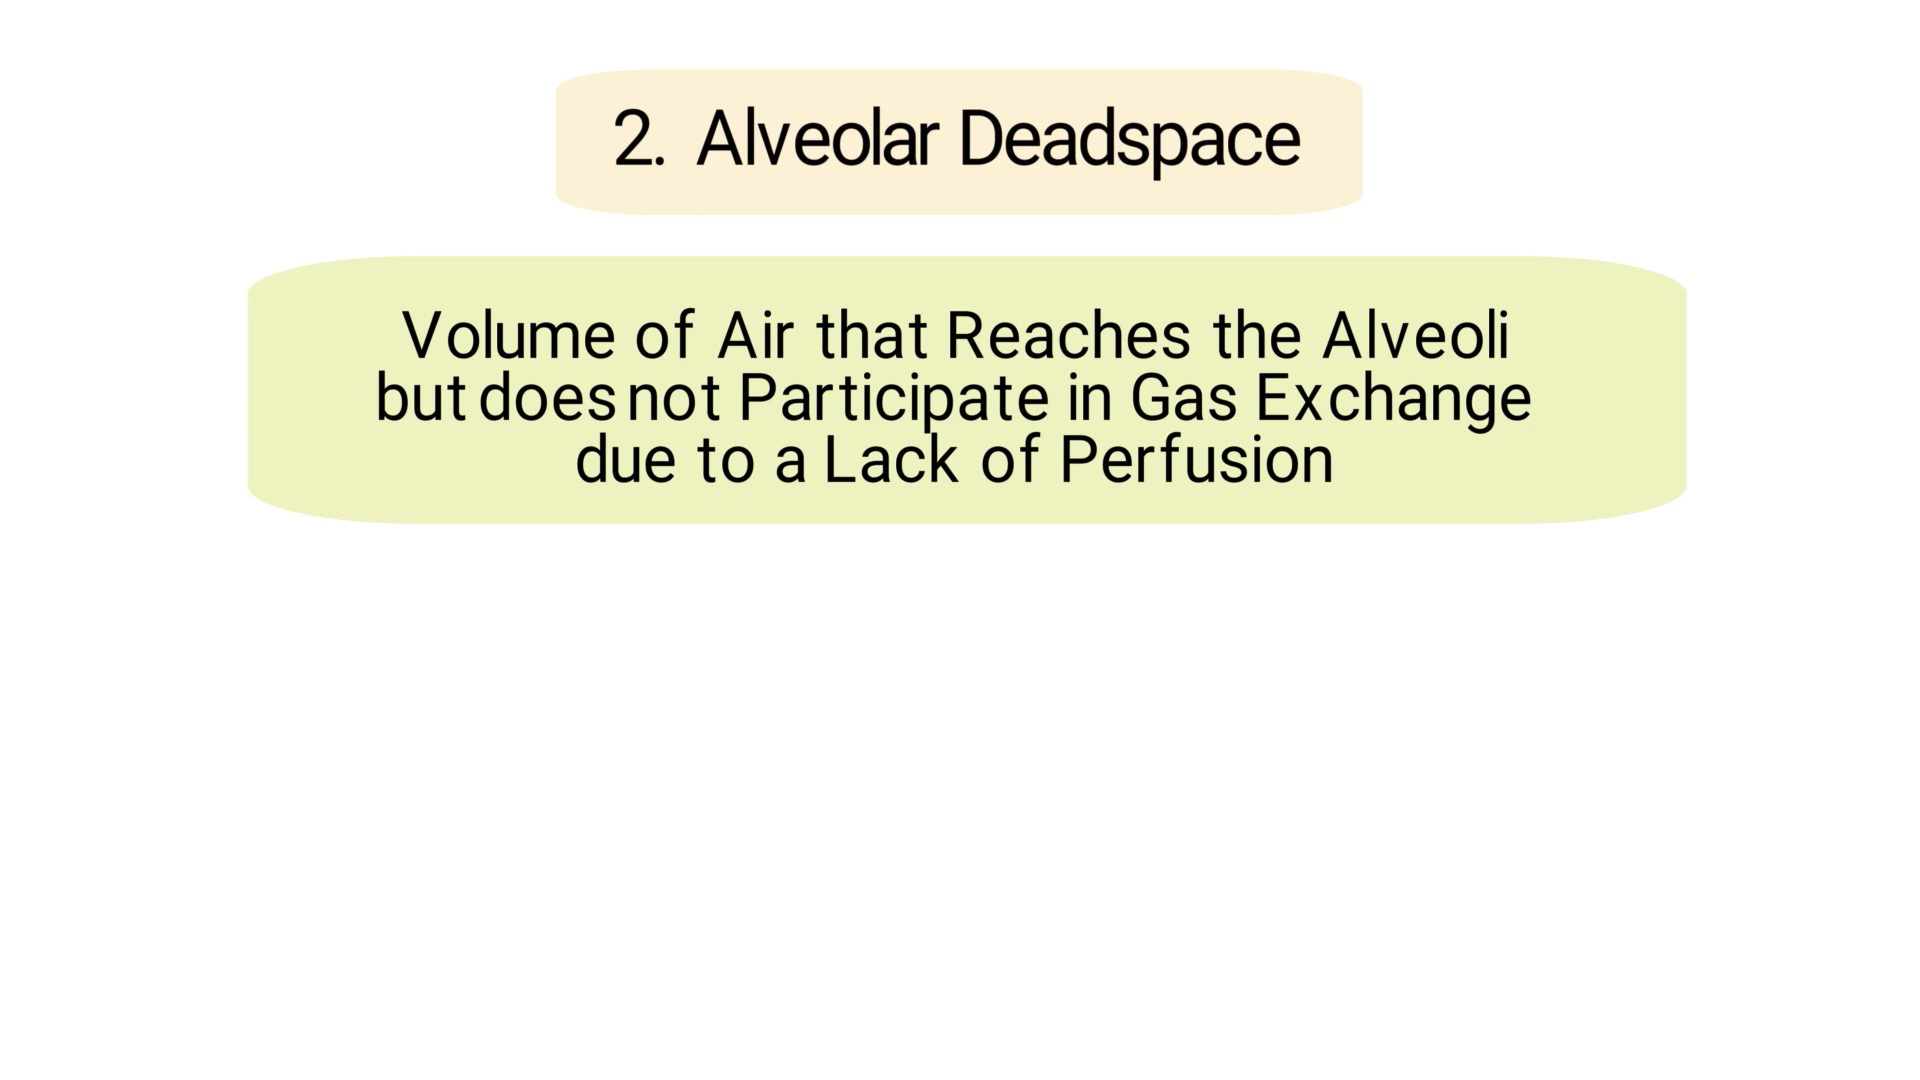 2. Alveolar Deadspace
Volume of Air that Reaches the Alveoli
but does not Participate in Gas Exchange
due to a Lack of Perfusion